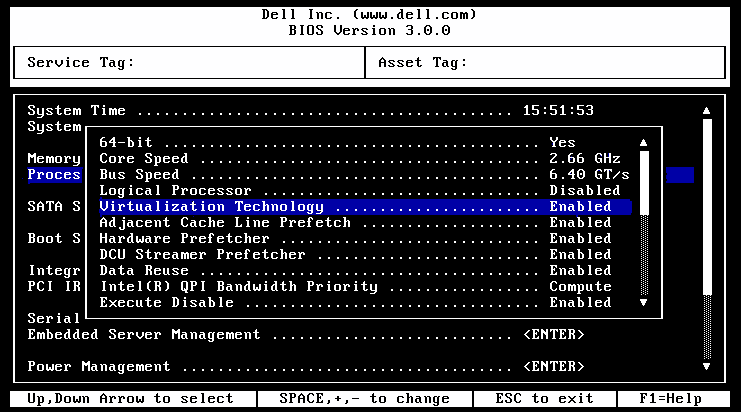 Dell Inc. (www.dell.com)
BIOS Version 3.0.0
Service Tag: Asset Tag:
System Time ........................................... 15:51:53
System
64-bit .......................................... Yes
Memory
Core Speed ...................................... 2.66 GHz
Proces
Bus Speed ....................................... 6.40 GT/s
Logical Processor ............................... Disabled
SATA S
Virtualization Technology ....................... Enabled
Adjacent Cache Line Prefetch .................... Enabled
Boot S
Hardware Prefetcher ............................. Enabled
DCU Streamer Prefetcher ......................... Enabled
Integr
Data Reuse ...................................... Enabled
PCI IR
Intel(R) QPI Bandwidth Priority ................. Compute
Execute Disable ................................. Enabled
Serial
Embedded Server Management ............................ <ENTER>
Power Management ...................................... <ENTER>
Up,Down Arrow to select SPACE,+,- to change ESC to exit F1=Help